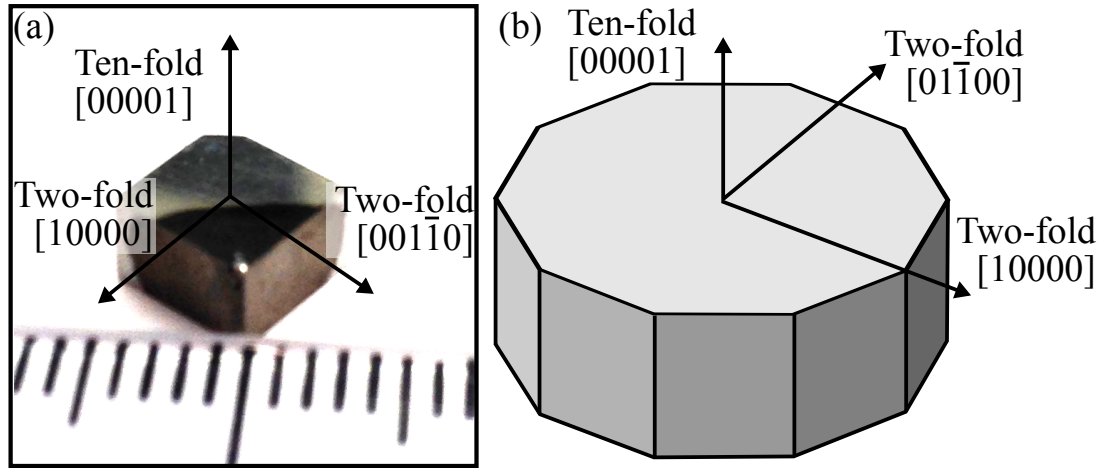 (a)
Ten-fold
[00001]
Two-fold
[10000]
Two-fold
[0011̄0]
(b)
Ten-fold
[00001]
Two-fold
[011̄00]
Two-fold
[10000]